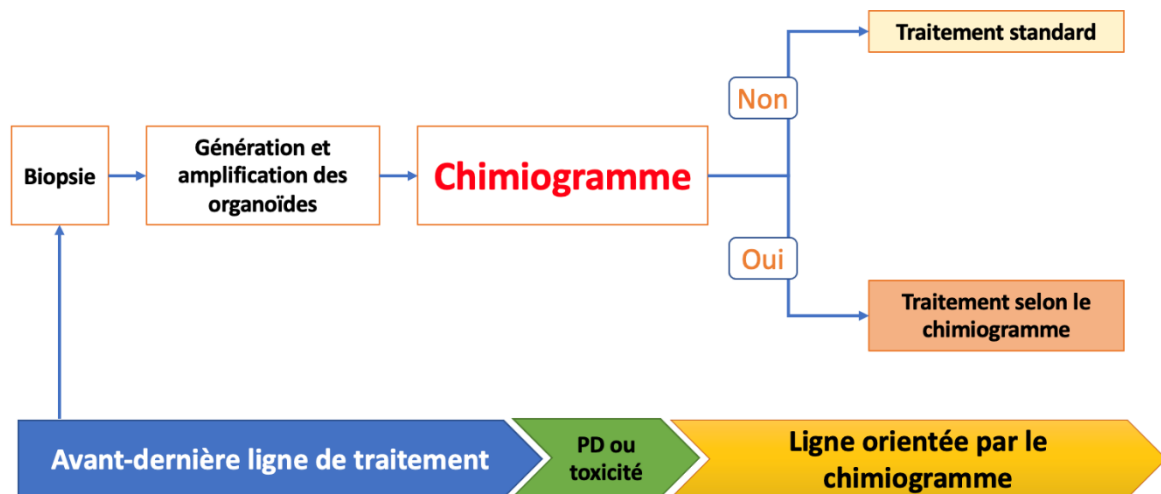 Traitement standard
Non
Biopsie
Génération et
amplification des
organoïdes
Chimiogramme
Oui
Traitement selon le
chimiogramme
Avant-dernière ligne de traitement
PD ou
toxicité
Ligne orientée par le
chimiogramme